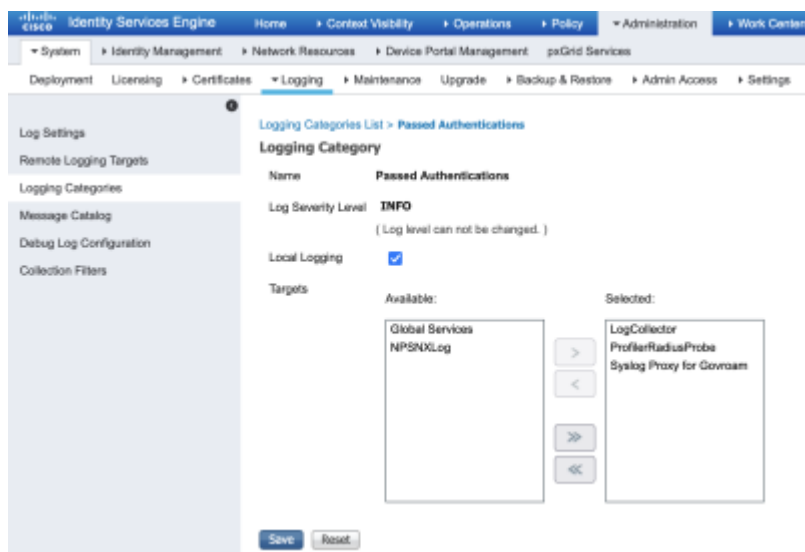 cisco Identity Services Engine Home Context Visibility Operations Policy Administration Work Center
System Identity Management Network Resources Device Portal Management pxGrid Services
Deployment Licensing Certificates Logging Maintenance Upgrade Backup & Restore Admin Access Settings
Log Settings
Remote Logging Targets
Logging Categories
Message Catalog
Debug Log Configuration
Collection Filters
Logging Categories List > Passed Authentications
Logging Category
Name Passed Authentications
Log Severity Level INFO
( Log level can not be changed. )
Local Logging
Targets
Available: Selected:
Global Services LogCollector
NPSNXLog ProfilerRadiusProbe
Syslog Proxy for Govroam
>
<
>>
<<
Save Reset